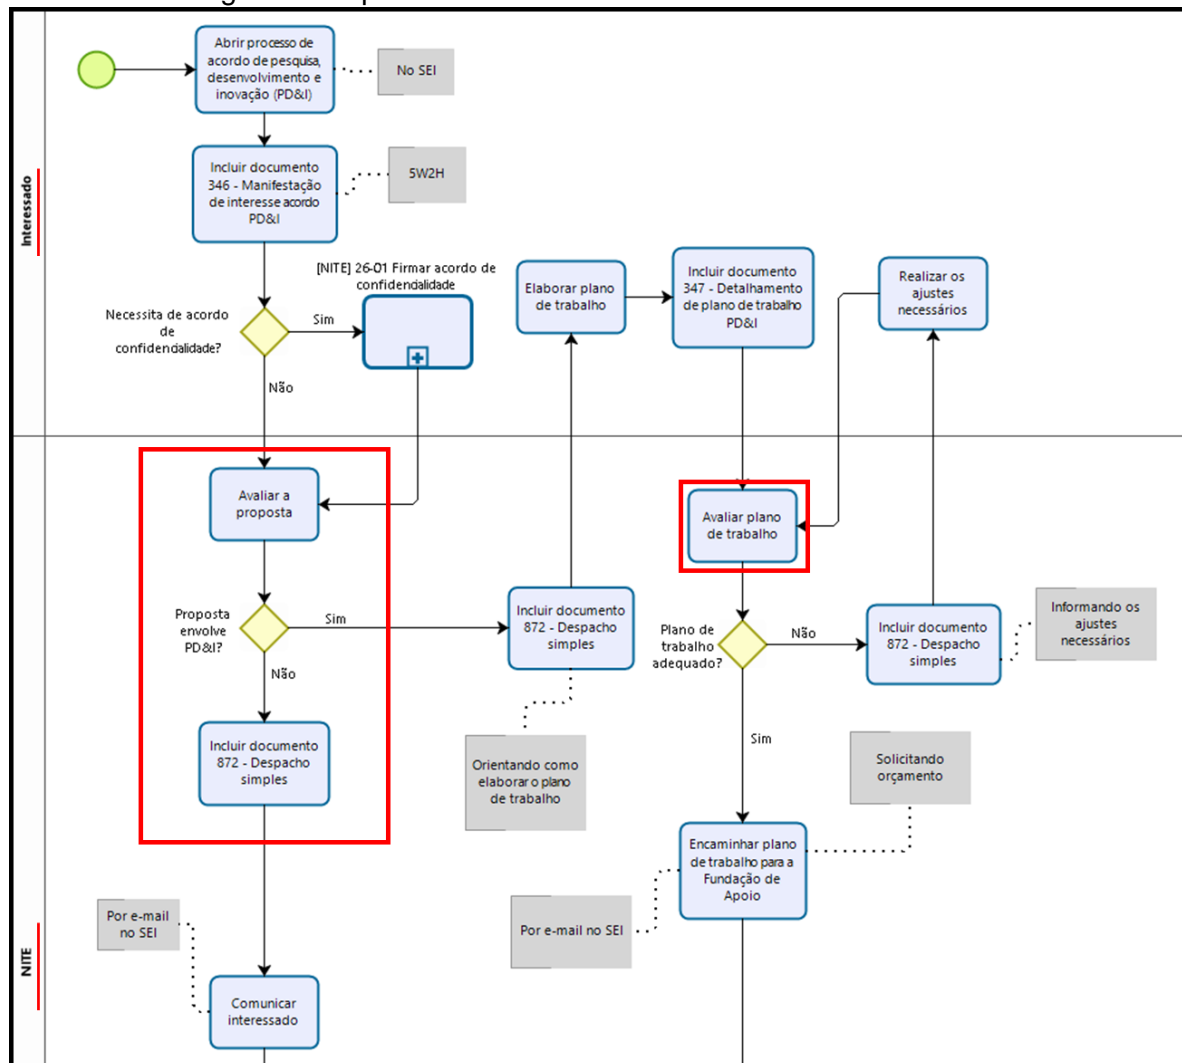 Abrir processo de
acordo de pesquisa,
desenvolvimento e
inovação (PD&I)
No SEI
Incluir documento
346 - Manifestação
de interesse acordo
PD&I
5W2H
Interessado
Necessita de acordo
de
confidencialidade?
Sim
Não
[NITE] 26-01 Firmar acordo de
confidencialidade
Elaborar plano
de trabalho
Incluir documento
347 - Detalhamento
de plano de trabalho
PD&I
Realizar os
ajustes
necessários
Avaliar a
proposta
Proposta
envolve
PD&I?
Sim
Não
Incluir documento
872 - Despacho
simples
Incluir documento
872 - Despacho
simples
Orientando como
elaborar o plano
de trabalho
Avaliar plano
de trabalho
Plano de
trabalho
adequado?
Não
Sim
Incluir documento
872 - Despacho
simples
Informando os
ajustes
necessários
Solicitando
orçamento
Encaminhar plano
de trabalho para a
Fundação de
Apoio
Por e-mail no SEI
Por e-mail
no SEI
NITE
Comunicar
interessado